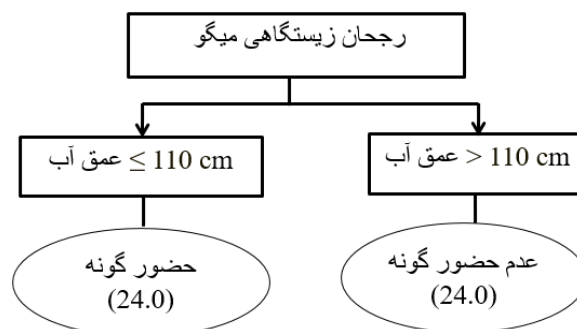 رجحان زیستگاهی میگو
عمق آب ≤ 110 cm
عمق آب > 110 cm
حضور گونه
(24.0)
عدم حضور گونه
(24.0)